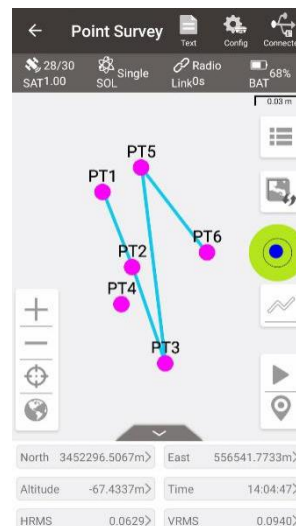 Point Survey
Text Config Connecte
28/30 Single Radio 68%
SAT1.00 SOL Link0s BAT
0.03 m
PT5
PT1
PT6
PT2
PT4
PT3
North 3452296.5067m> East 556541.7733m>
Altitude -67.4337m> Time 14:04:47>
HRMS 0.0629> VRMS 0.0940>